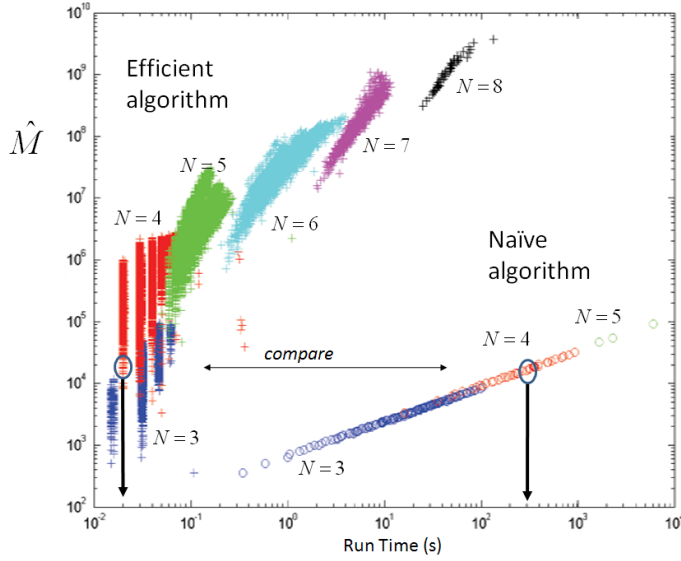 10^10
10^9
10^8
10^7
10^6
10^5
10^4
10^3
10^2
M̂
Efficient
algorithm
N = 8
N = 7
N = 5
N = 6
N = 4
Naïve
algorithm
N = 5
N = 4
compare
N = 3
N = 3
10^-2
10^-1
10^0
10^1
10^2
10^3
10^4
Run Time (s)